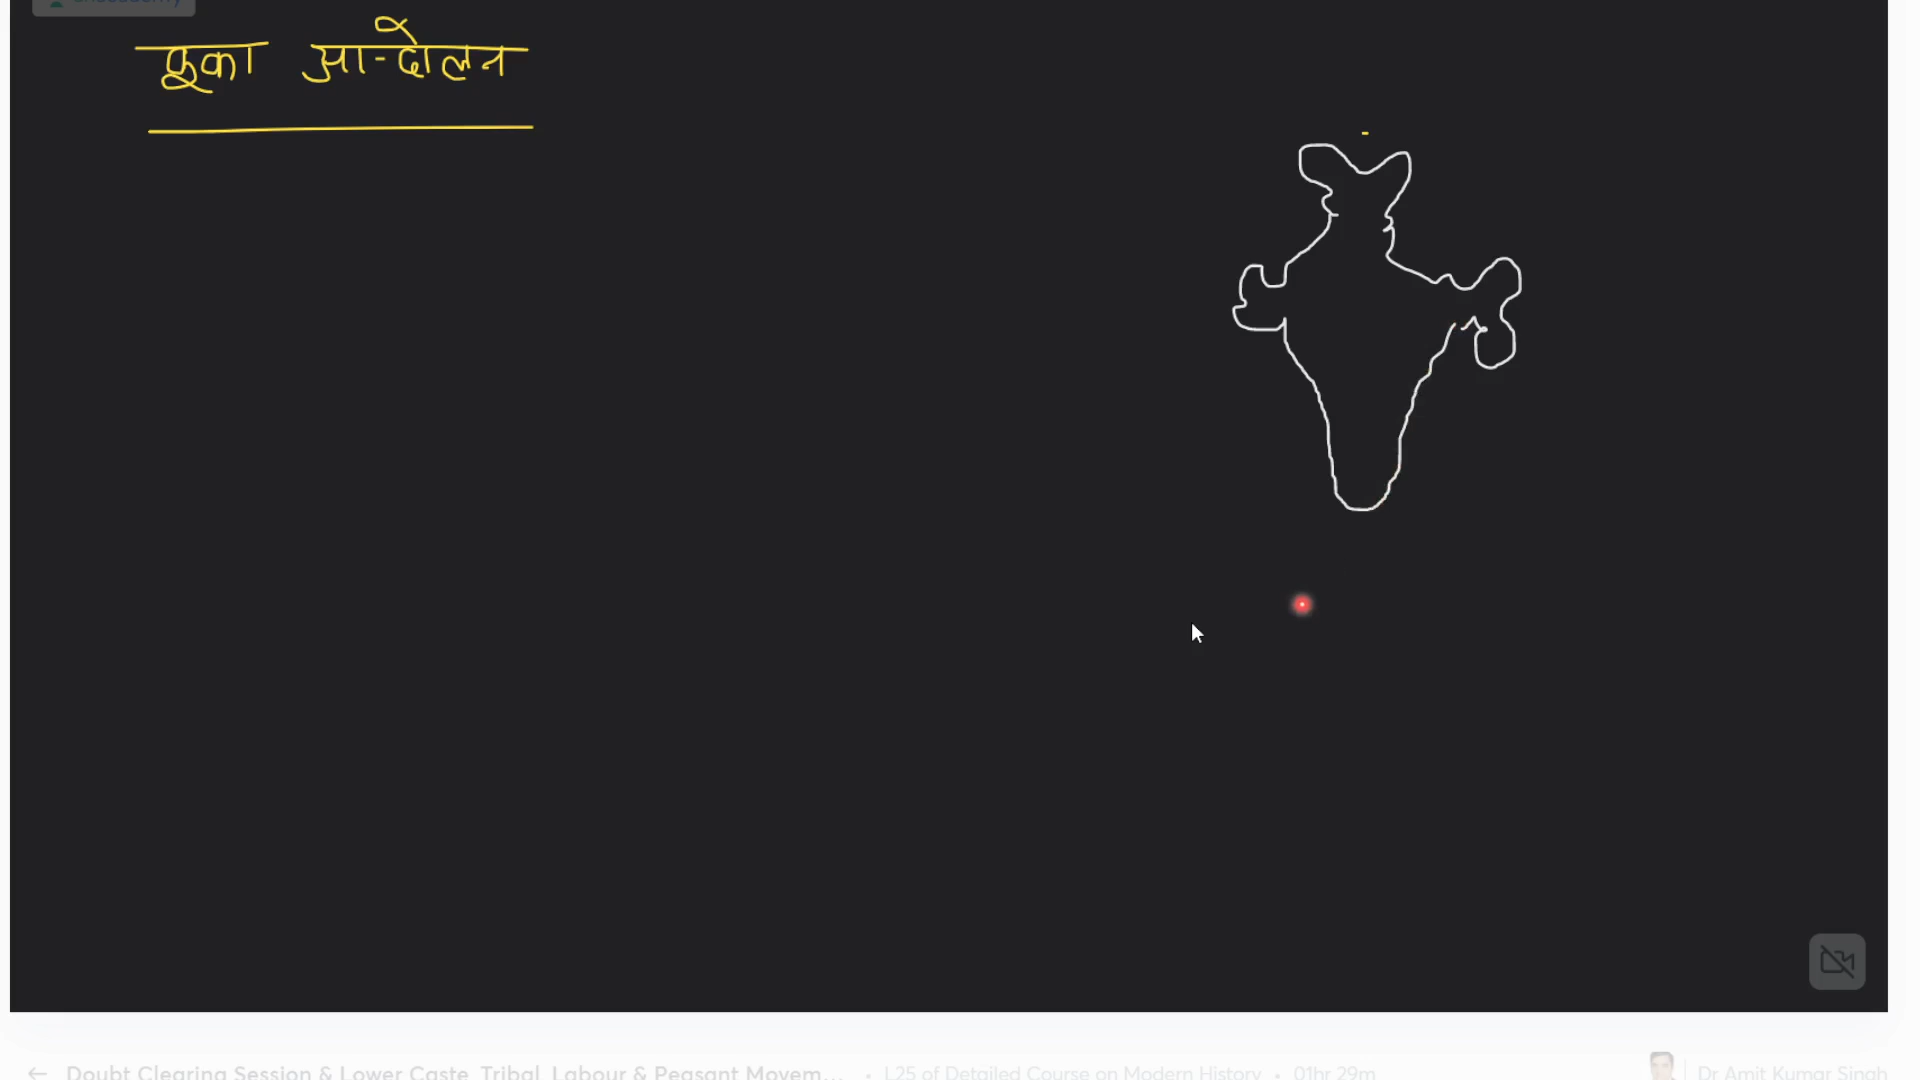 कूका आन्दोलन
Doubt Clearing Session & Lower Caste, Tribal, Labour & Peasant Movem... • L25 of Detailed Course on Modern History • 01hr 29m Dr Amit Kumar Singh